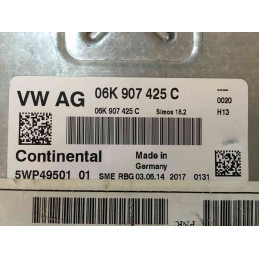 VW AG 06K 907 425 C ----
0020
06K 907 425 C Simos 18.2 H13
Continental Made in
Germany
5WP49501 01 SME RBG 03.06.14 2017 0131